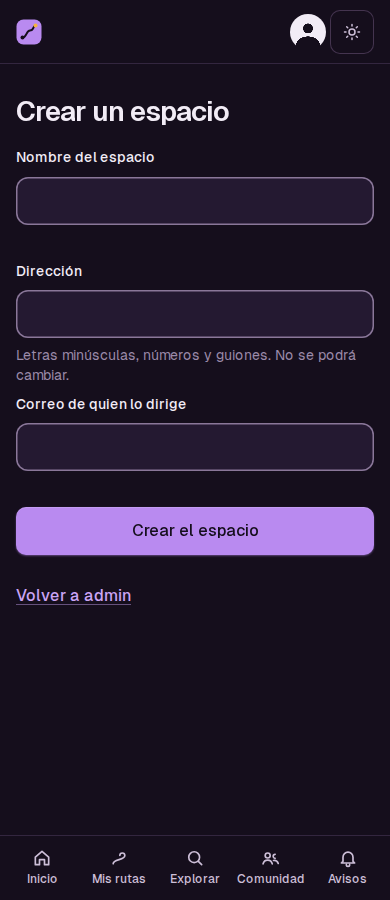 Crear un espacio
Nombre del espacio
Dirección
Letras minúsculas, números y guiones. No se podrá
cambiar.
Correo de quien lo dirige
Crear el espacio
Volver a admin
Inicio
Mis rutas
Explorar
Comunidad
Avisos